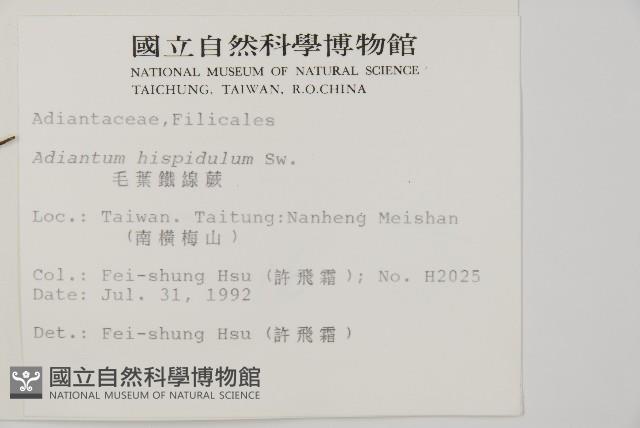 國立自然科學博物館
NATIONAL MUSEUM OF NATURAL SCIENCE
TAICHUNG, TAIWAN, R.O.CHINA
Adiantaceae,Filicales
Adiantum hispidulum Sw.
毛葉鐵線蕨
Loc.: Taiwan. Taitung:Nanheng Meishan
(南橫梅山)
Col.: Fei-shung Hsu (許飛霜); No. H2025
Date: Jul. 31, 1992
Det.: Fei-shung Hsu (許飛霜)
國立自然科學博物館
NATIONAL MUSEUM OF NATURAL SCIENCE